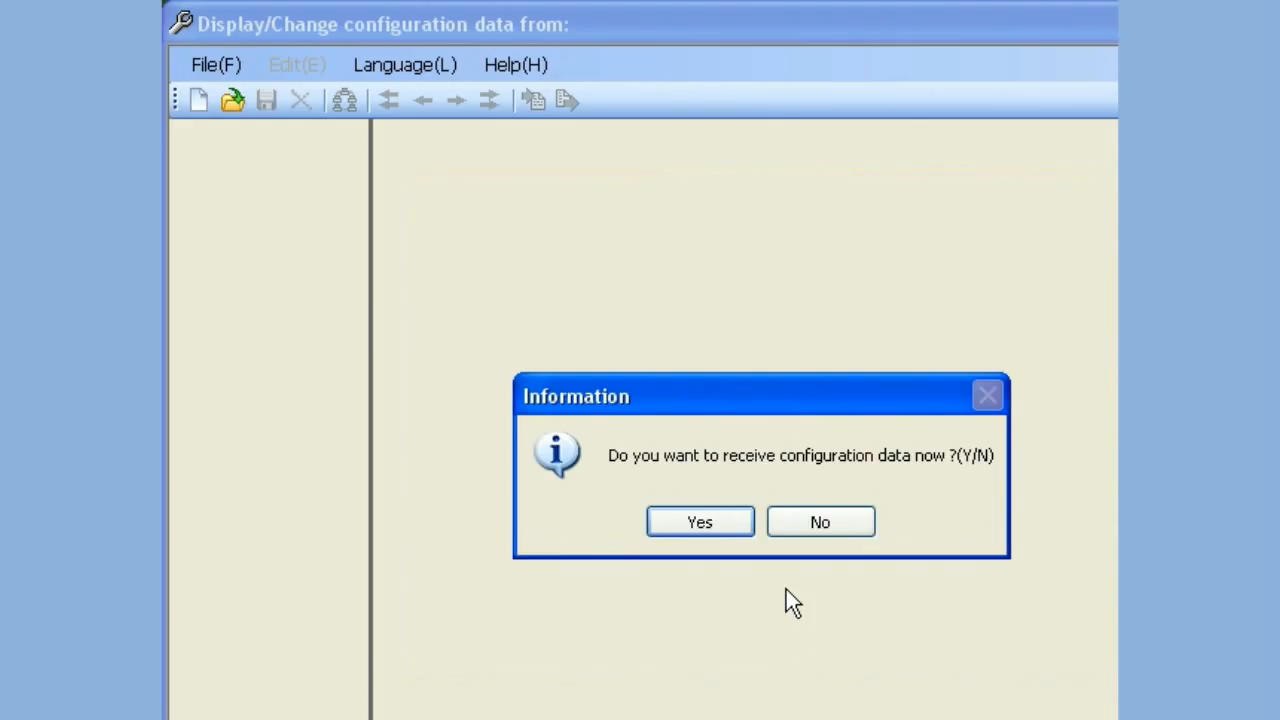 Display/Change configuration data from:
File(F) Edit(E) Language(L) Help(H)
Information
Do you want to receive configuration data now ?(Y/N)
Yes No